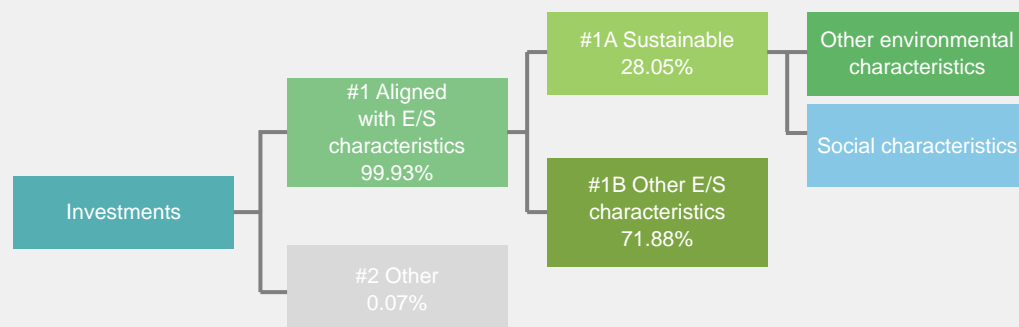 Investments
#1 Aligned
with E/S
characteristics
99.93%
#2 Other
0.07%
#1A Sustainable
28.05%
#1B Other E/S
characteristics
71.88%
Other environmental
characteristics
Social characteristics